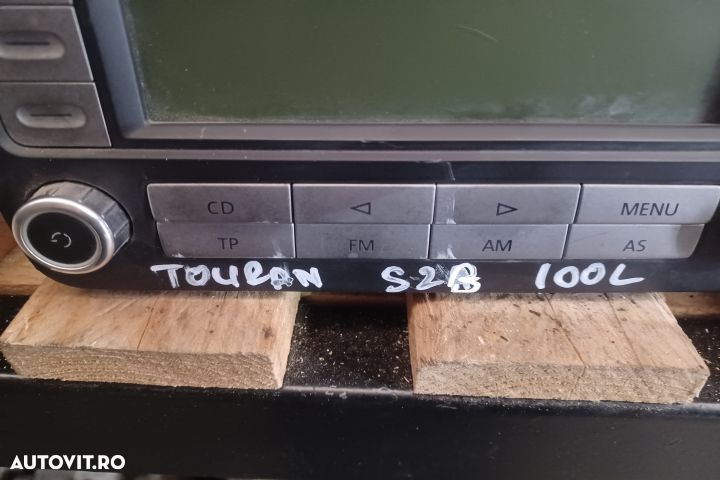 CD ◁ ▷ MENU
TP FM AM AS
TOURAN S2B 100L
AUTOVIT.RO